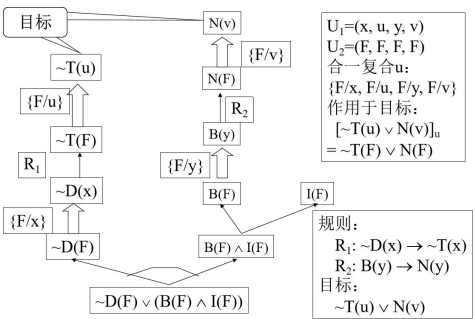 目标
N(v)
{F/v}
~T(u)
N(F)
{F/u}
R₂
~T(F)
B(y)
R₁
{F/y}
~D(x)
B(F)
I(F)
{F/x}
~D(F)
B(F) ∧ I(F)
~D(F) ∨ (B(F) ∧ I(F))
U₁=(x, u, y, v)
U₂=(F, F, F, F)
合一复合u:
{F/x, F/u, F/y, F/v}
作用于目标:
[~T(u) ∨ N(v)]ᵤ
= ~T(F) ∨ N(F)
规则:
R₁: ~D(x) → ~T(x)
R₂: B(y) → N(y)
目标:
~T(u) ∨ N(v)